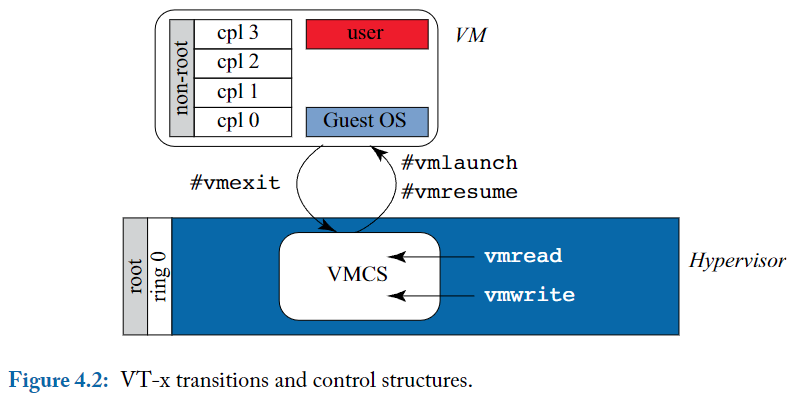 cpl 3
user
VM
non-root
cpl 2
cpl 1
cpl 0
Guest OS
#vmexit
#vmlaunch
#vmresume
root
ring 0
VMCS
vmread
vmwrite
Hypervisor
Figure 4.2: VT-x transitions and control structures.